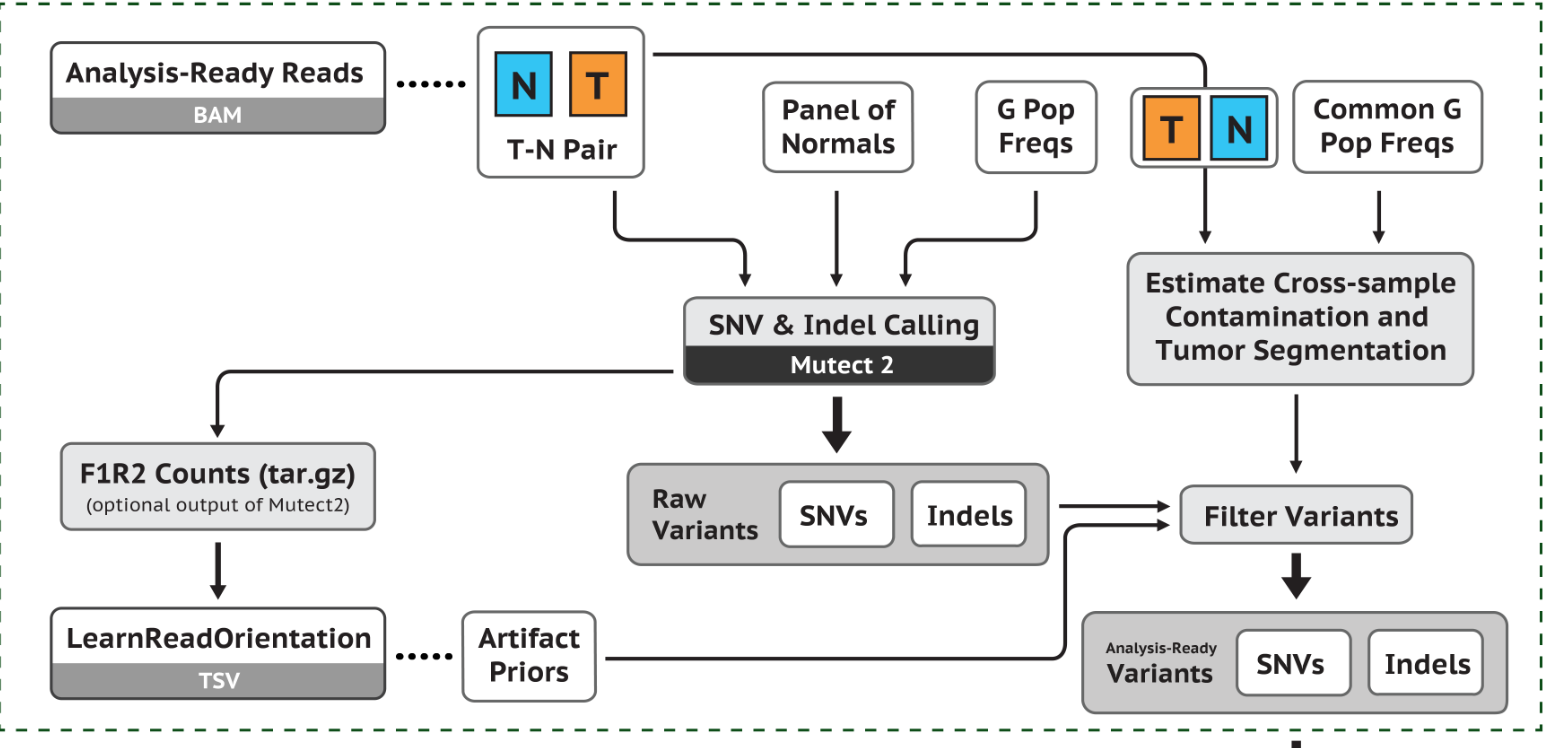 Analysis-Ready Reads
BAM
N T
T-N Pair
Panel of
Normals
G Pop
Freqs
T N
Common G
Pop Freqs
SNV & Indel Calling
Mutect 2
Estimate Cross-sample
Contamination and
Tumor Segmentation
F1R2 Counts (tar.gz)
(optional output of Mutect2)
Raw
Variants
SNVs
Indels
Filter Variants
LearnReadOrientation
TSV
Artifact
Priors
Analysis-Ready
Variants
SNVs
Indels